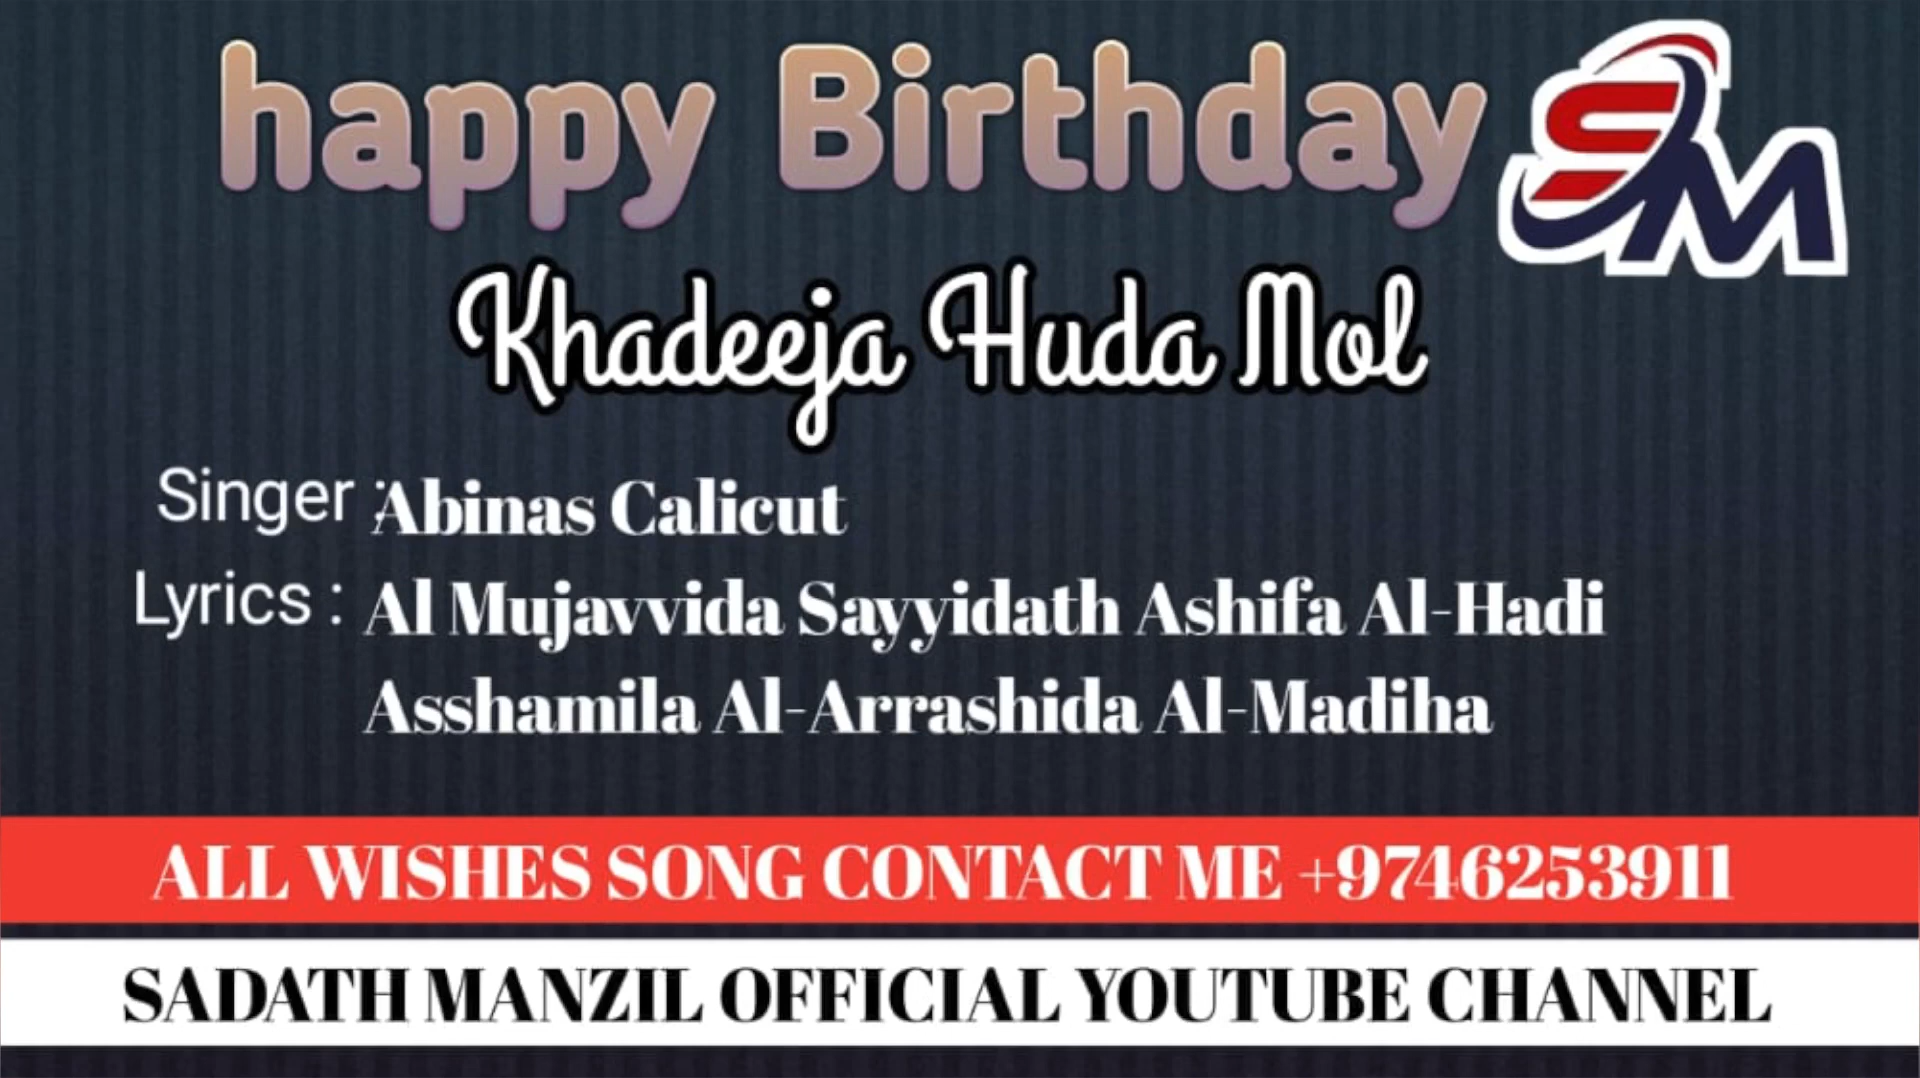 happy Birthday
SM
Khadeeja Huda Mol
Singer : Abinas Calicut
Lyrics : Al Mujavvida Sayyidath Ashifa Al-Hadi
Asshamila Al-Arrashida Al-Madiha
ALL WISHES SONG CONTACT ME +9746253911
SADATH MANZIL OFFICIAL YOUTUBE CHANNEL